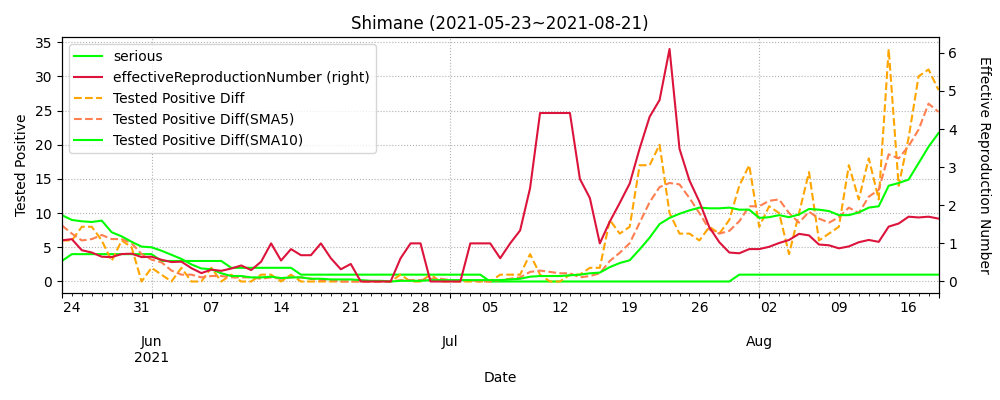 Shimane (2021-05-23~2021-08-21)
serious
effectiveReproductionNumber (right)
Tested Positive Diff
Tested Positive Diff(SMA5)
Tested Positive Diff(SMA10)
Tested Positive
35
30
25
20
15
10
5
0
6
5
4
3
2
1
0
Effective Reproduction Number
24 31 07 14 21 28 05 12 19 26 02 09 16
Jun Jul Aug
2021
Date